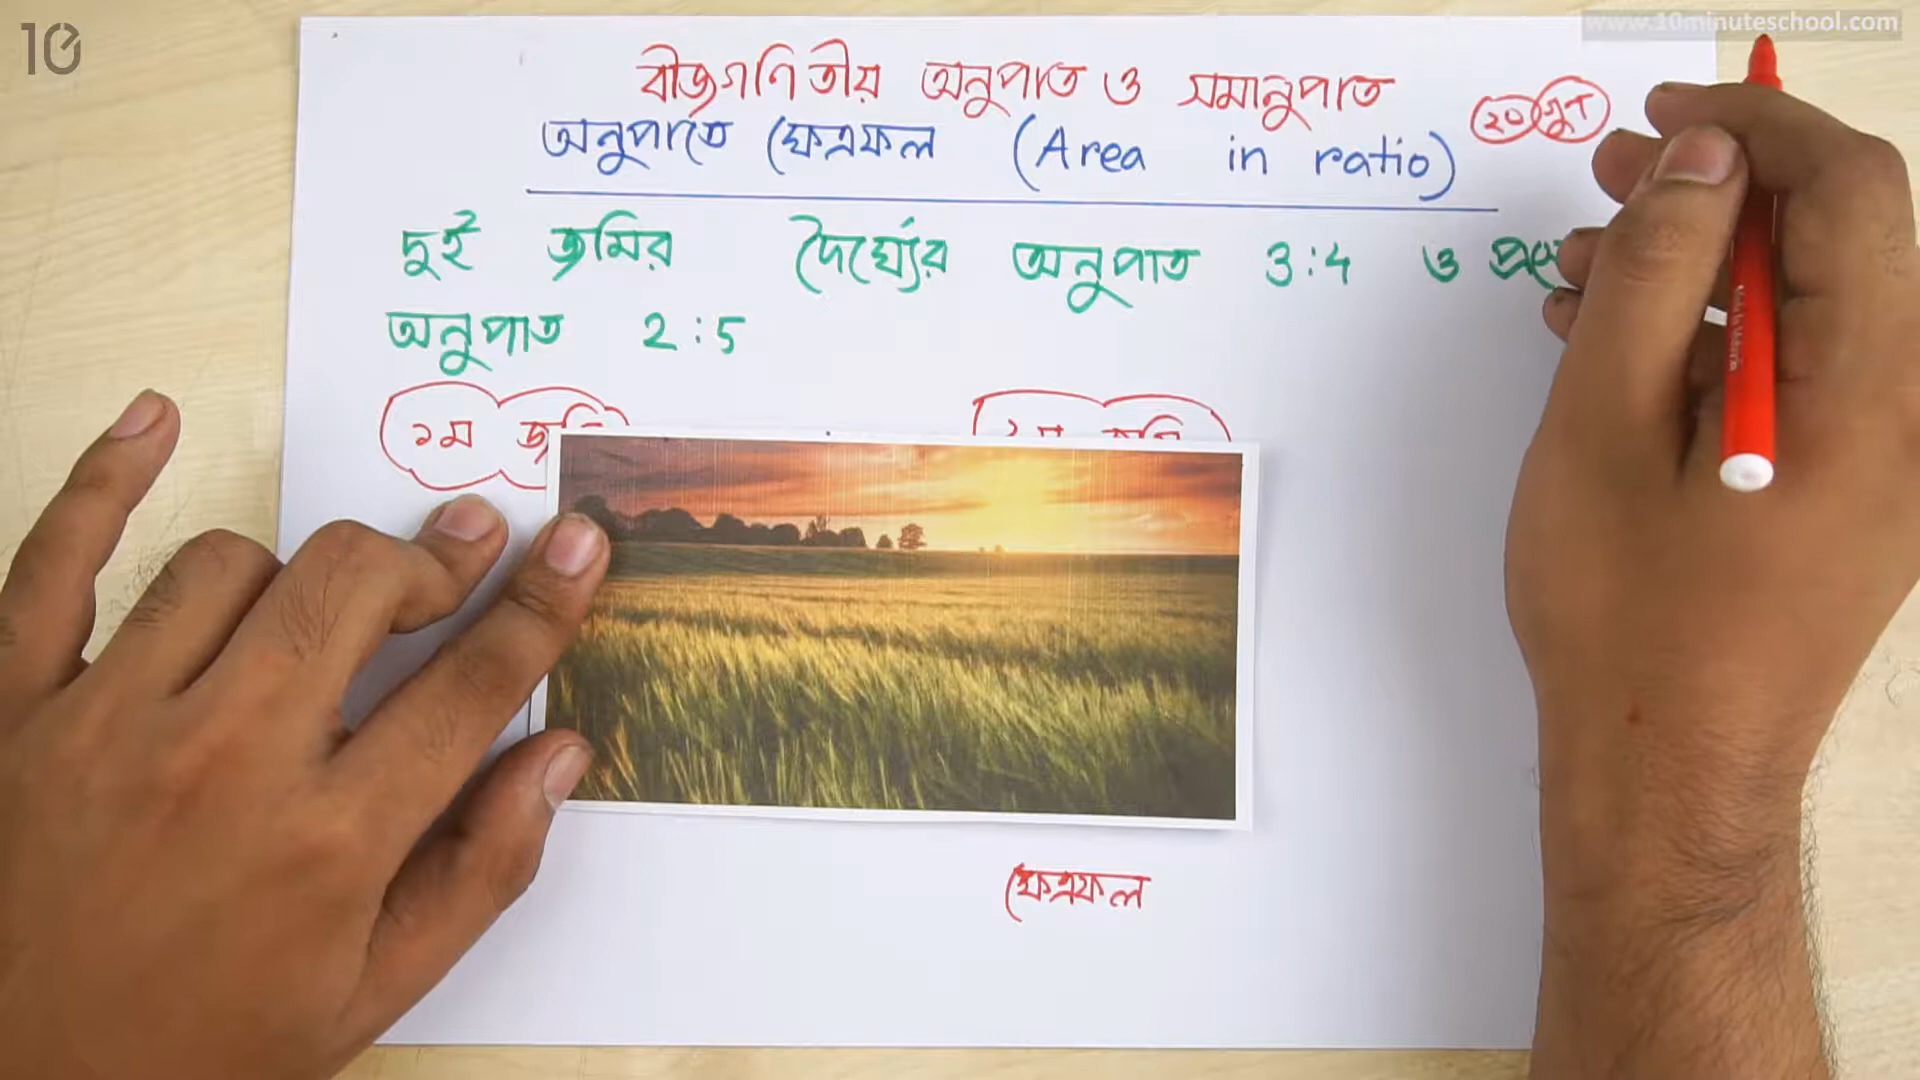 10
www.10minuteschool.com
বীজগণিতীয় অনুপাত ও সমানুপাত
২০ গুণ
অনুপাতে ক্ষেত্রফল (Area in ratio)
দুই জমির দৈর্ঘ্যের অনুপাত 3:4 ও
অনুপাত 2:5
১ম
ক্ষেত্রফল